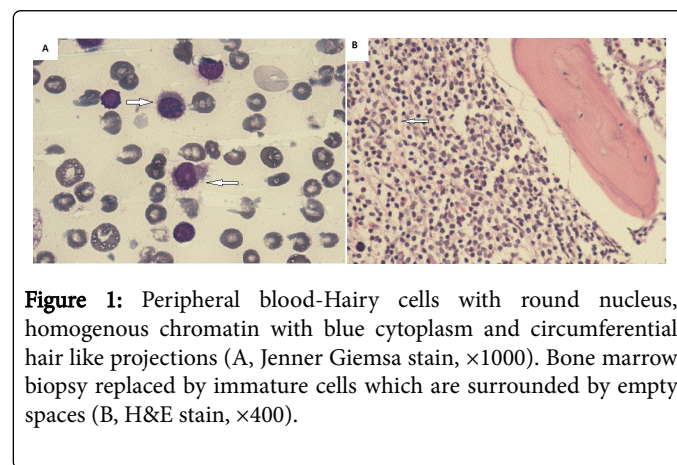 A
B
Figure 1: Peripheral blood-Hairy cells with round nucleus,
homogenous chromatin with blue cytoplasm and circumferential
hair like projections (A, Jenner Giemsa stain, ×1000). Bone marrow
biopsy replaced by immature cells which are surrounded by empty
spaces (B, H&E stain, ×400).